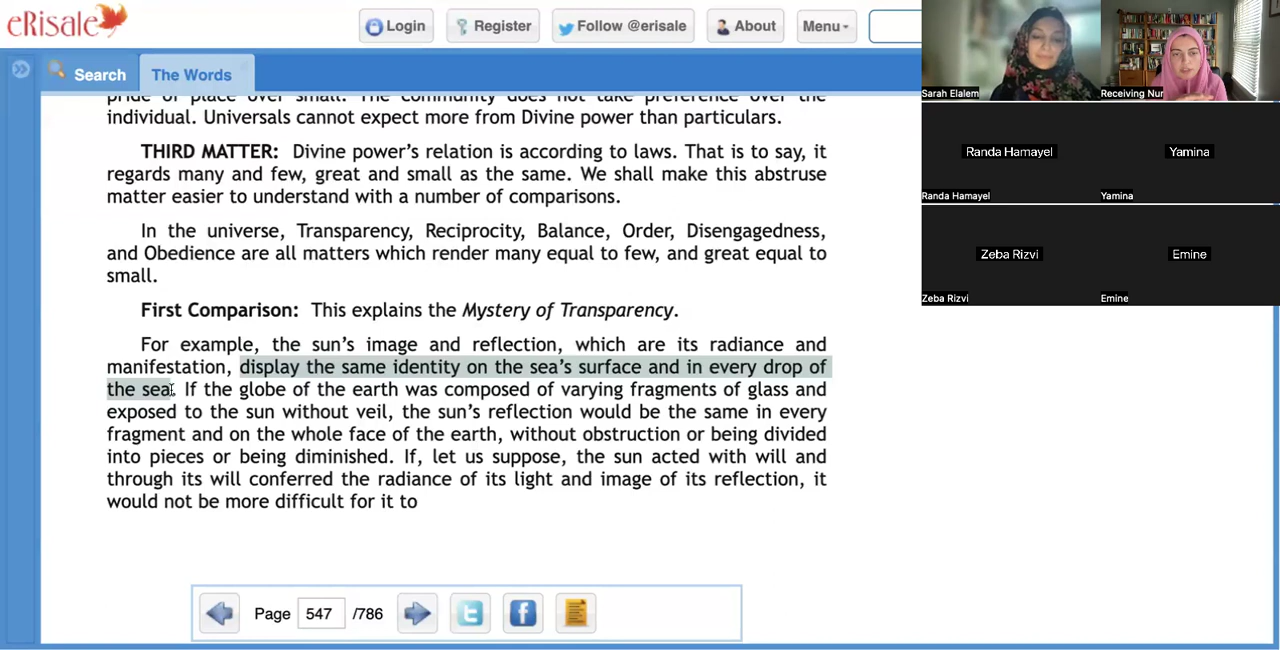 eRisale
Login
Register
Follow @erisale
About
Menu
Search
The Words
pride of place over small. The community does not take preference over the
individual. Universals cannot expect more from Divine power than particulars.
THIRD MATTER: Divine power's relation is according to laws. That is to say, it
regards many and few, great and small as the same. We shall make this abstruse
matter easier to understand with a number of comparisons.
In the universe, Transparency, Reciprocity, Balance, Order, Disengagedness,
and Obedience are all matters which render many equal to few, and great equal to
small.
First Comparison: This explains the Mystery of Transparency.
For example, the sun's image and reflection, which are its radiance and
manifestation, display the same identity on the sea's surface and in every drop of
the sea. If the globe of the earth was composed of varying fragments of glass and
exposed to the sun without veil, the sun's reflection would be the same in every
fragment and on the whole face of the earth, without obstruction or being divided
into pieces or being diminished. If, let us suppose, the sun acted with will and
through its will conferred the radiance of its light and image of its reflection, it
would not be more difficult for it to
Page 547 /786
Sarah Elalem
Receiving Nur
Randa Hamayel
Yamina
Randa Hamayel
Yamina
Zeba Rizvi
Emine
Zeba Rizvi
Emine